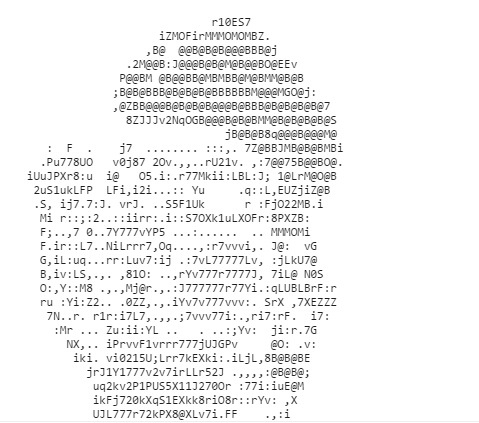 r10ES7
iZMOFirMMMOMOMBZ.
,B@  @@B@B@B@@@BBB@j
.2M@@B:J@@@B@B@M@B@@BO@EEv
P@@BM @B@@BB@MBMBB@M@BMM@B@B
;B@B@BBB@B@B@B@BBBBBBM@@@MGO@j:
,@ZBB@@@B@B@B@B@@@B@BBB@B@B@B@B@7
8ZJJJv2NqOGB@@@B@B@BMM@B@B@B@B@S
jB@B@B8q@@@B@@@M@
:  F  .    j7  ........ :::,. 7Z@BBJMB@B@BMBi
.Pu778UO   v0j87 2Ov.,,..rU21v. ,:7@@75B@@BO@.
iUuJPXr8:u  i@   O5.i:.r77Mkii:LBL:J; 1@LrM@O@B
2uS1ukLFP  LFi,i2i...:: Yu     .q::L,EUZjiZ@B
.S, ij7.7:J. vrJ. ..S5F1Uk      r :FjO22MB.i
Mi r::;:2..::iirr:.i::S7OXk1uLXOFr:8PXZB:
F;..,7 0..7Y777vYP5 ...:......  .. MMMOMi
F.ir::L7..NiLrrr7,Oq....,:r7vvvi,. J@:  vG
G,iL:uq...rr:Luv7:ij .:7vL77777Lv, :jLkU7@
B,iv:LS,.,. ,81O: ..,rYv777r7777J, 7iL@ N0S
O:,Y::M8 .,.,Mj@r.,.:J777777r77Yi.:qLUBLBrF:r
ru :Yi:Z2.. .0ZZ,.,.iYv7v777vvv:. SrX ,7XEZZZ
7N..r. r1r:i7L7,.,,.;7vvv77i:.,ri7:rF.  i7:
:Mr ... Zu:ii:YL ..   . ..:;Yv:  ji:r.7G
NX,.. iPrvvF1vrrr777jUJGPv     @O: .v:
iki. vi0215U;Lrr7kEXki:.iLjL,8B@B@BE
jrJ1Y1777v2v7irLLr52J .,,,,:@B@B@;
uq2kv2P1PUS5X11J270Or :77i:iuE@M
ikFj720kXqS1EXkk8riO8r::rYv: ,X
UJL777r72kPX8@XLv7i.FF    .,:i